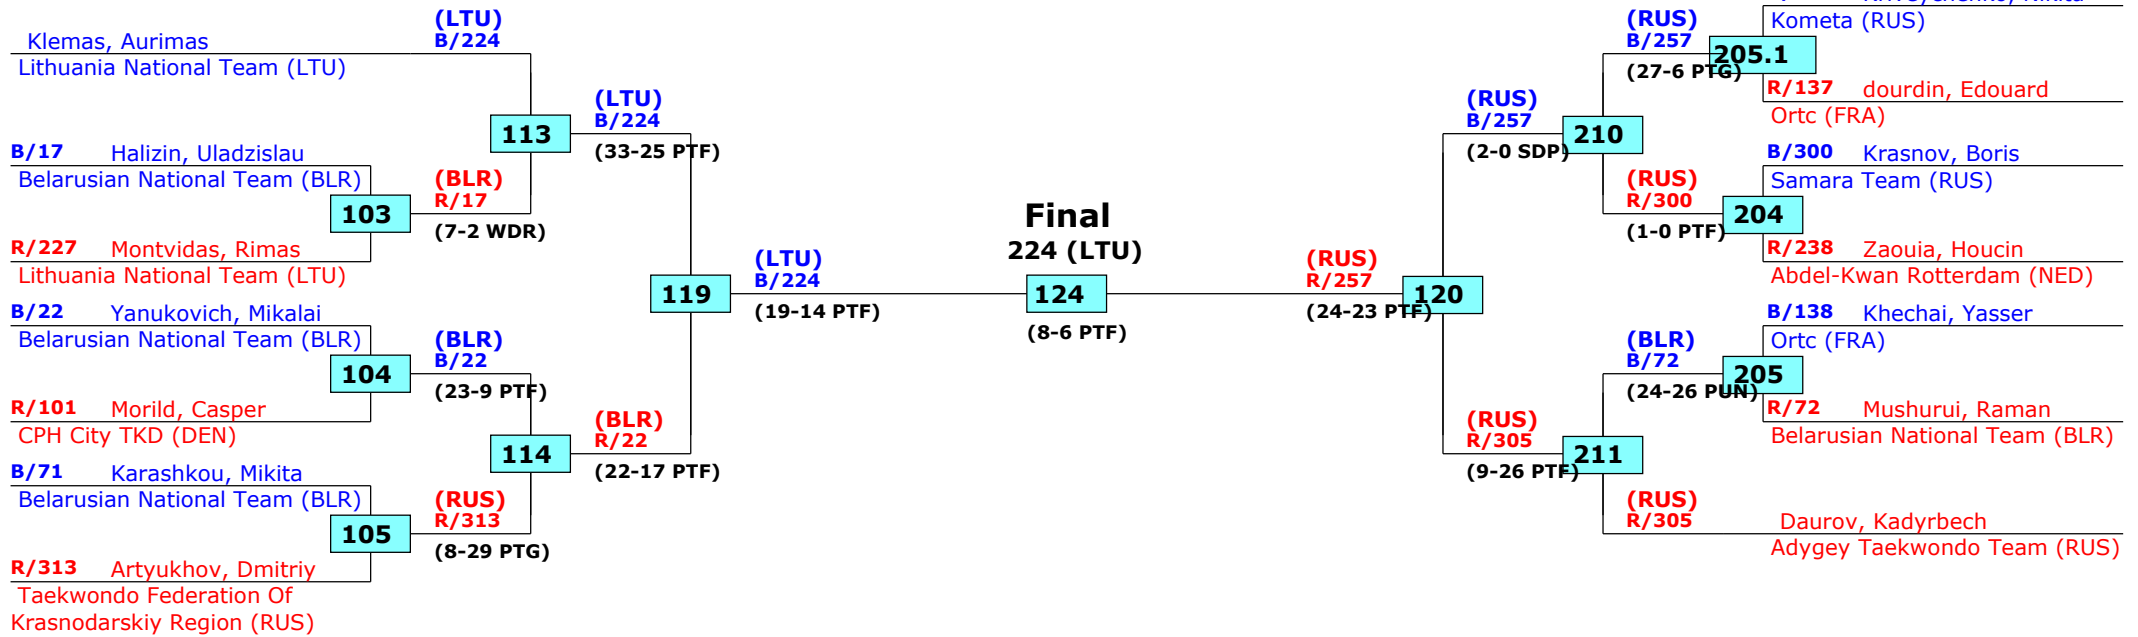 (LTU)
B/224
Klemas, Aurimas
Lithuania National Team (LTU)
113
(LTU)
B/224
(33-25 PTF)
B/17 Halizin, Uladzislau
Belarusian National Team (BLR)
103
(BLR)
R/17
(7-2 WDR)
R/227 Montvidas, Rimas
Lithuania National Team (LTU)
119
(LTU)
B/224
(19-14 PTF)
B/22 Yanukovich, Mikalai
Belarusian National Team (BLR)
104
(BLR)
B/22
(23-9 PTF)
R/101 Morild, Casper
CPH City TKD (DEN)
114
(BLR)
R/22
(22-17 PTF)
B/71 Karashkou, Mikita
Belarusian National Team (BLR)
105
(RUS)
R/313
(8-29 PTG)
R/313 Artyukhov, Dmitriy
Taekwondo Federation Of
Krasnodarskiy Region (RUS)
Final
224 (LTU)
124
(8-6 PTF)
(RUS)
R/257
(24-23 PTF)
120
(RUS)
B/257
(2-0 SDP)
210
(RUS)
B/257
(27-6 PTG)
205.1
Kometa (RUS)
R/137 dourdin, Edouard
Ortc (FRA)
B/300 Krasnov, Boris
Samara Team (RUS)
(RUS)
R/300
(1-0 PTF)
204
R/238 Zaouia, Houcin
Abdel-Kwan Rotterdam (NED)
B/138 Khechai, Yasser
Ortc (FRA)
(BLR)
B/72
(24-26 PUN)
205
R/72 Mushurui, Raman
Belarusian National Team (BLR)
(RUS)
R/305
(9-26 PTF)
211
(RUS)
R/305
Daurov, Kadyrbech
Adygey Taekwondo Team (RUS)